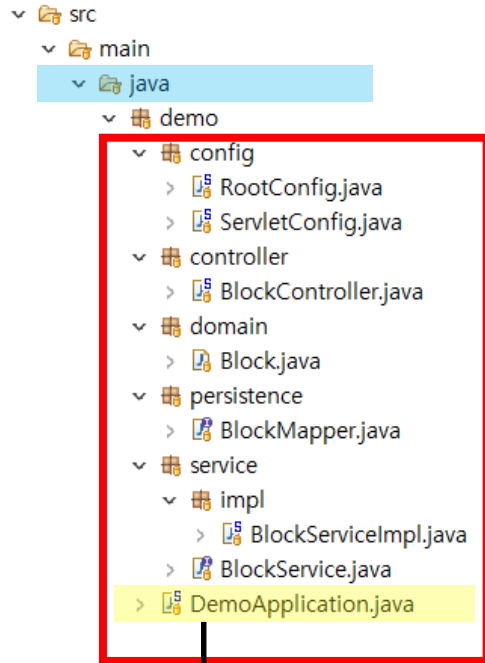 src
main
java
demo
config
RootConfig.java
ServletConfig.java
controller
BlockController.java
domain
Block.java
persistence
BlockMapper.java
service
impl
BlockServiceImpl.java
BlockService.java
DemoApplication.java